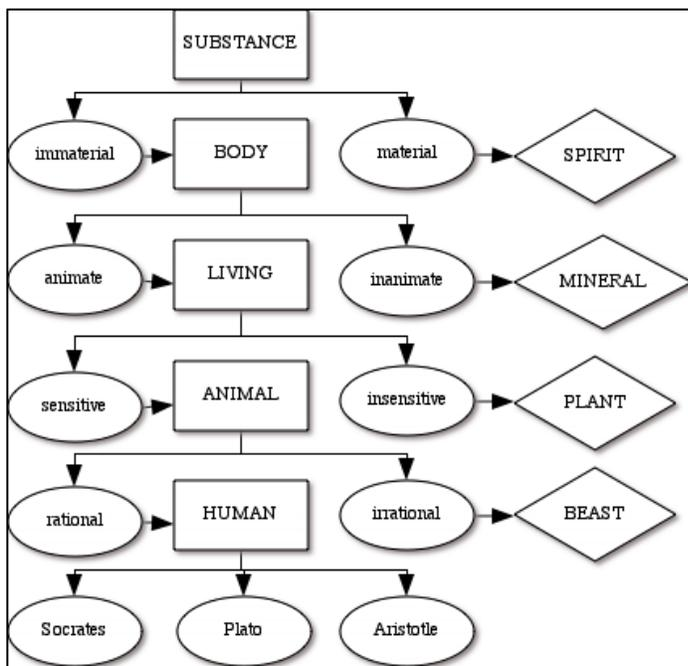 SUBSTANCE
immaterial
BODY
material
SPIRIT
animate
LIVING
inanimate
MINERAL
sensitive
ANIMAL
insensitive
PLANT
rational
HUMAN
irrational
BEAST
Socrates
Plato
Aristotle